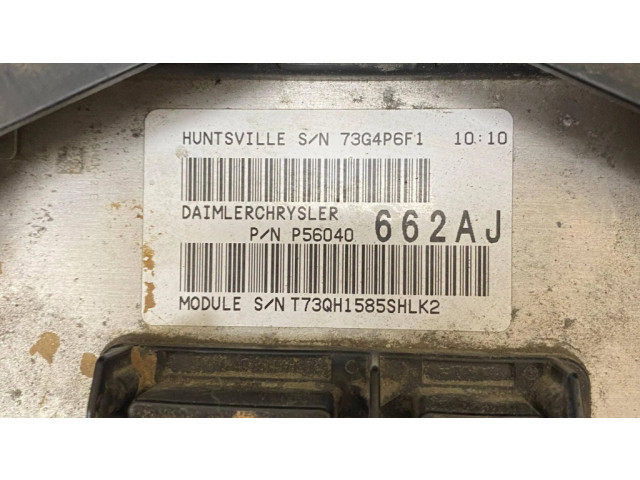 HUNTSVILLE S/N 73G4P6F1 10:10
DAIMLERCHRYSLER
P/N P56040 662AJ
MODULE S/N T73QH1585SHLK2